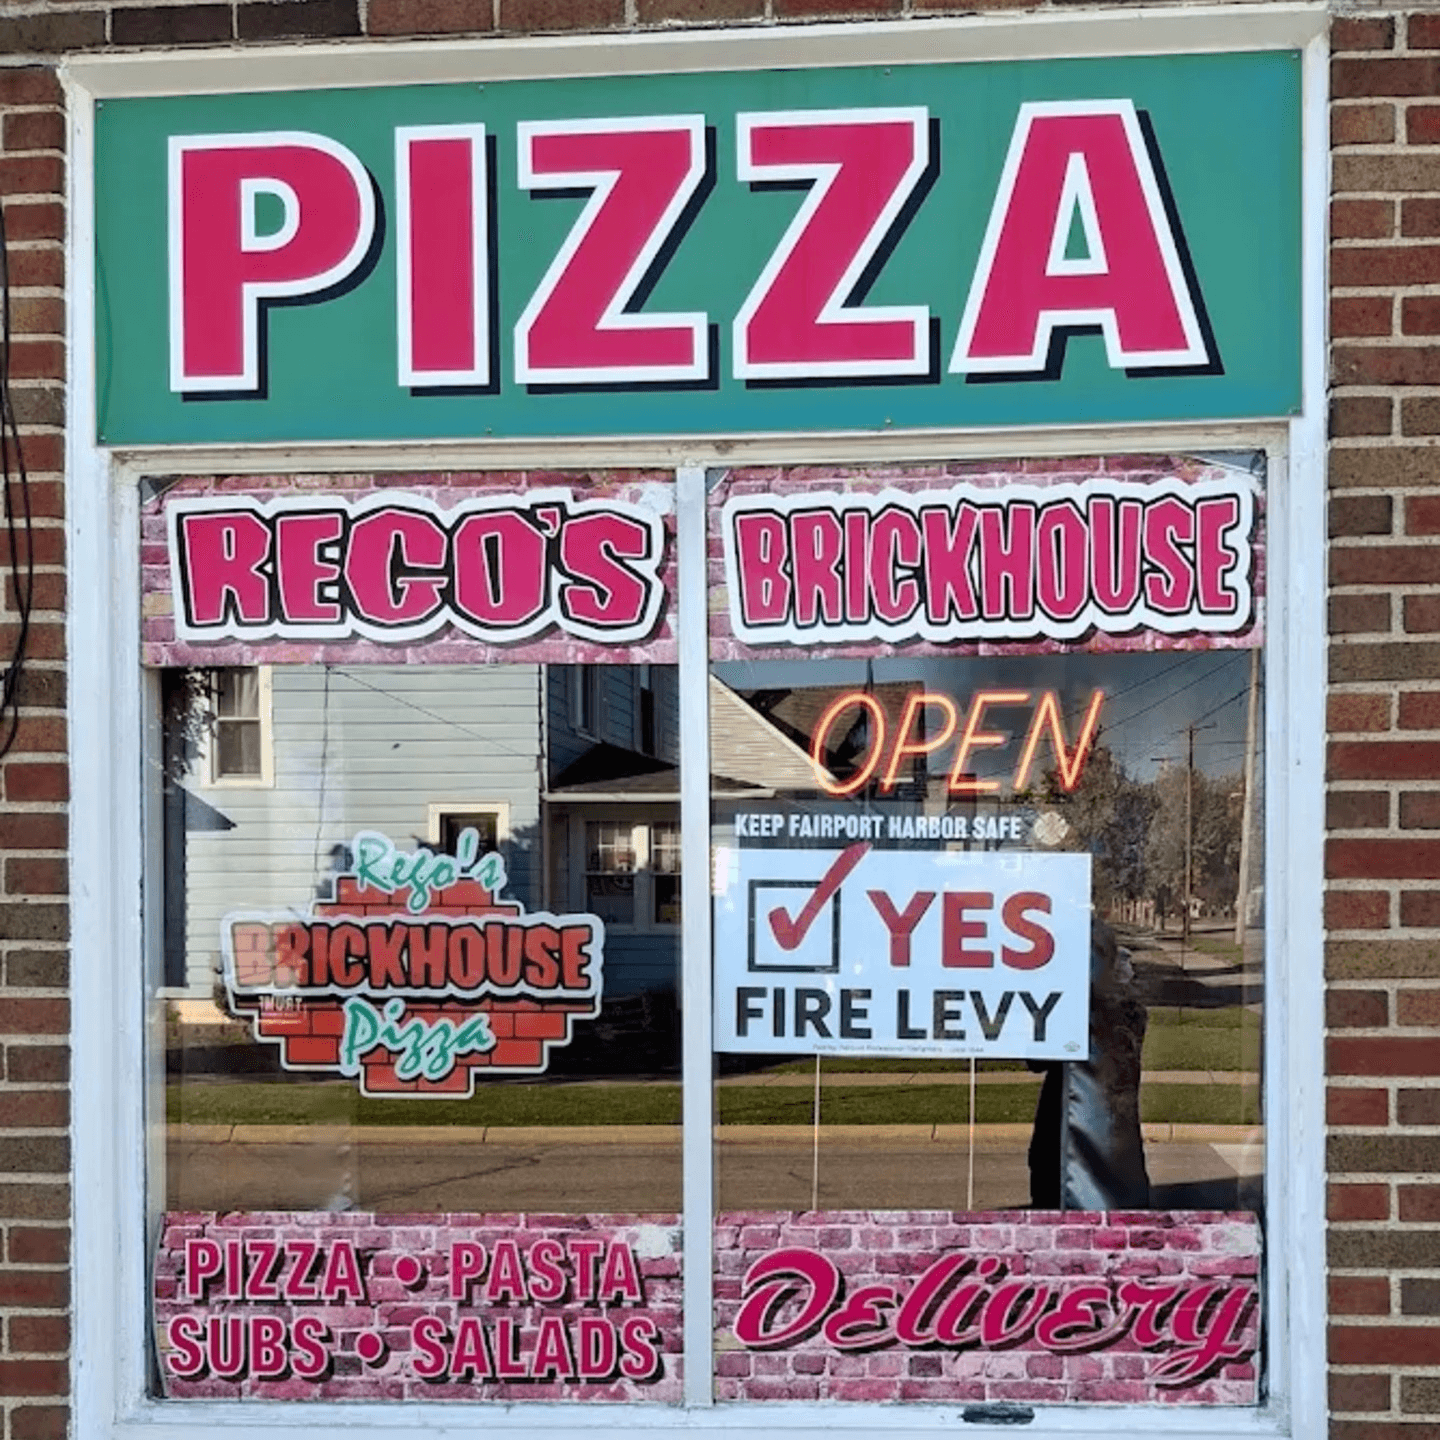 PIZZA
REGO'S
BRICKHOUSE
OPEN
KEEP FAIRPORT HARBOR SAFE
YES
FIRE LEVY
Rego's
BRICKHOUSE
Pizza
PIZZA • PASTA
SUBS • SALADS
Delivery